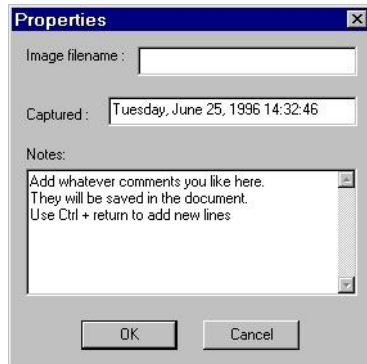 Properties
Image filename :
Captured : Tuesday, June 25, 1996 14:32:46
Notes:
Add whatever comments you like here.
They will be saved in the document.
Use Ctrl + return to add new lines
OK Cancel